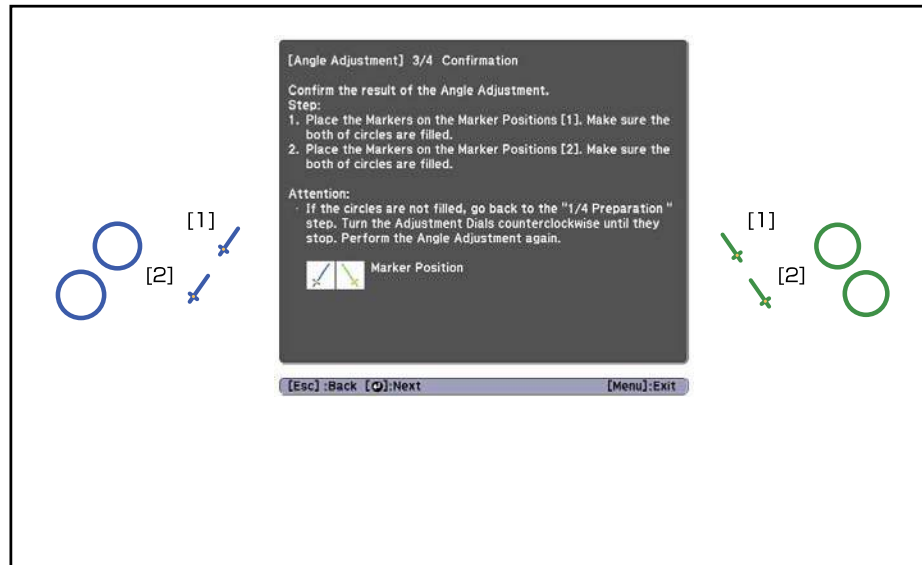 [Angle Adjustment] 3/4 Confirmation
Confirm the result of the Angle Adjustment.
Step:
1. Place the Markers on the Marker Positions [1]. Make sure the
both of circles are filled.
2. Place the Markers on the Marker Positions [2]. Make sure the
both of circles are filled.
Attention:
· If the circles are not filled, go back to the "1/4 Preparation "
step. Turn the Adjustment Dials counterclockwise until they
stop. Perform the Angle Adjustment again.
Marker Position
[1]
[2]
[1]
[2]
[Esc] :Back [⏎]:Next [Menu]:Exit